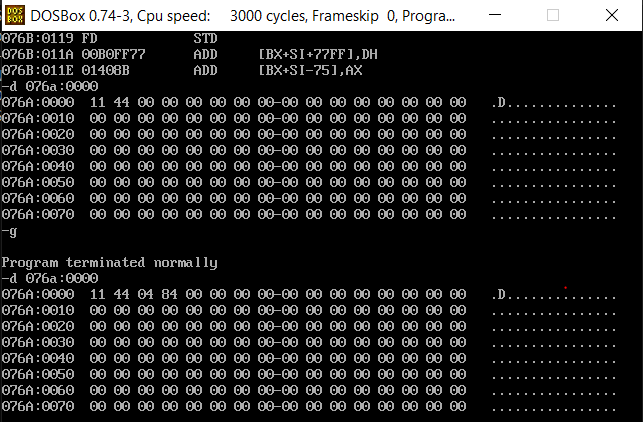 DOS
BOX
DOSBox 0.74-3, Cpu speed: 3000 cycles, Frameskip 0, Progra...
076B:0119 FD STD
076B:011A 00B0FF77 ADD [BX+SI+77FF],DH
076B:011E 01408B ADD [BX+SI-75],AX
-d 076a:0000
076A:0000 11 44 00 00 00 00 00 00-00 00 00 00 00 00 00 00 .D..............
076A:0010 00 00 00 00 00 00 00 00-00 00 00 00 00 00 00 00 ................
076A:0020 00 00 00 00 00 00 00 00-00 00 00 00 00 00 00 00 ................
076A:0030 00 00 00 00 00 00 00 00-00 00 00 00 00 00 00 00 ................
076A:0040 00 00 00 00 00 00 00 00-00 00 00 00 00 00 00 00 ................
076A:0050 00 00 00 00 00 00 00 00-00 00 00 00 00 00 00 00 ................
076A:0060 00 00 00 00 00 00 00 00-00 00 00 00 00 00 00 00 ................
076A:0070 00 00 00 00 00 00 00 00-00 00 00 00 00 00 00 00 ................
-g
Program terminated normally
-d 076a:0000
076A:0000 11 44 04 84 00 00 00 00-00 00 00 00 00 00 00 00 .D..............
076A:0010 00 00 00 00 00 00 00 00-00 00 00 00 00 00 00 00 ................
076A:0020 00 00 00 00 00 00 00 00-00 00 00 00 00 00 00 00 ................
076A:0030 00 00 00 00 00 00 00 00-00 00 00 00 00 00 00 00 ................
076A:0040 00 00 00 00 00 00 00 00-00 00 00 00 00 00 00 00 ................
076A:0050 00 00 00 00 00 00 00 00-00 00 00 00 00 00 00 00 ................
076A:0060 00 00 00 00 00 00 00 00-00 00 00 00 00 00 00 00 ................
076A:0070 00 00 00 00 00 00 00 00-00 00 00 00 00 00 00 00 ................